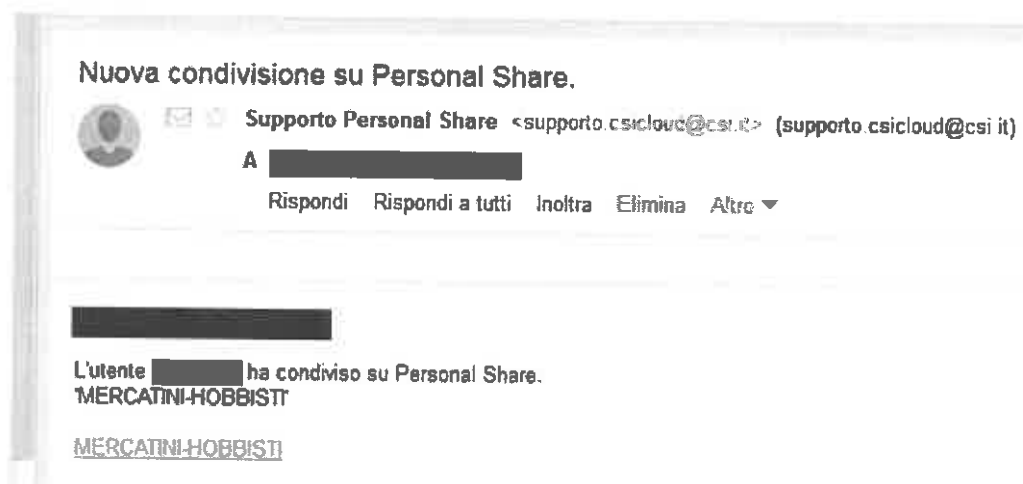 Nuova condivisione su Personal Share.
Supporto Personal Share <supporto.csicloud@csi.it> (supporto.csicloud@csi it)
A
Rispondi Rispondi a tutti Inoltra Elimina Altro
L'utente ha condiviso su Personal Share.
'MERCATINI-HOBBISTI'
MERCATINI-HOBBISTI